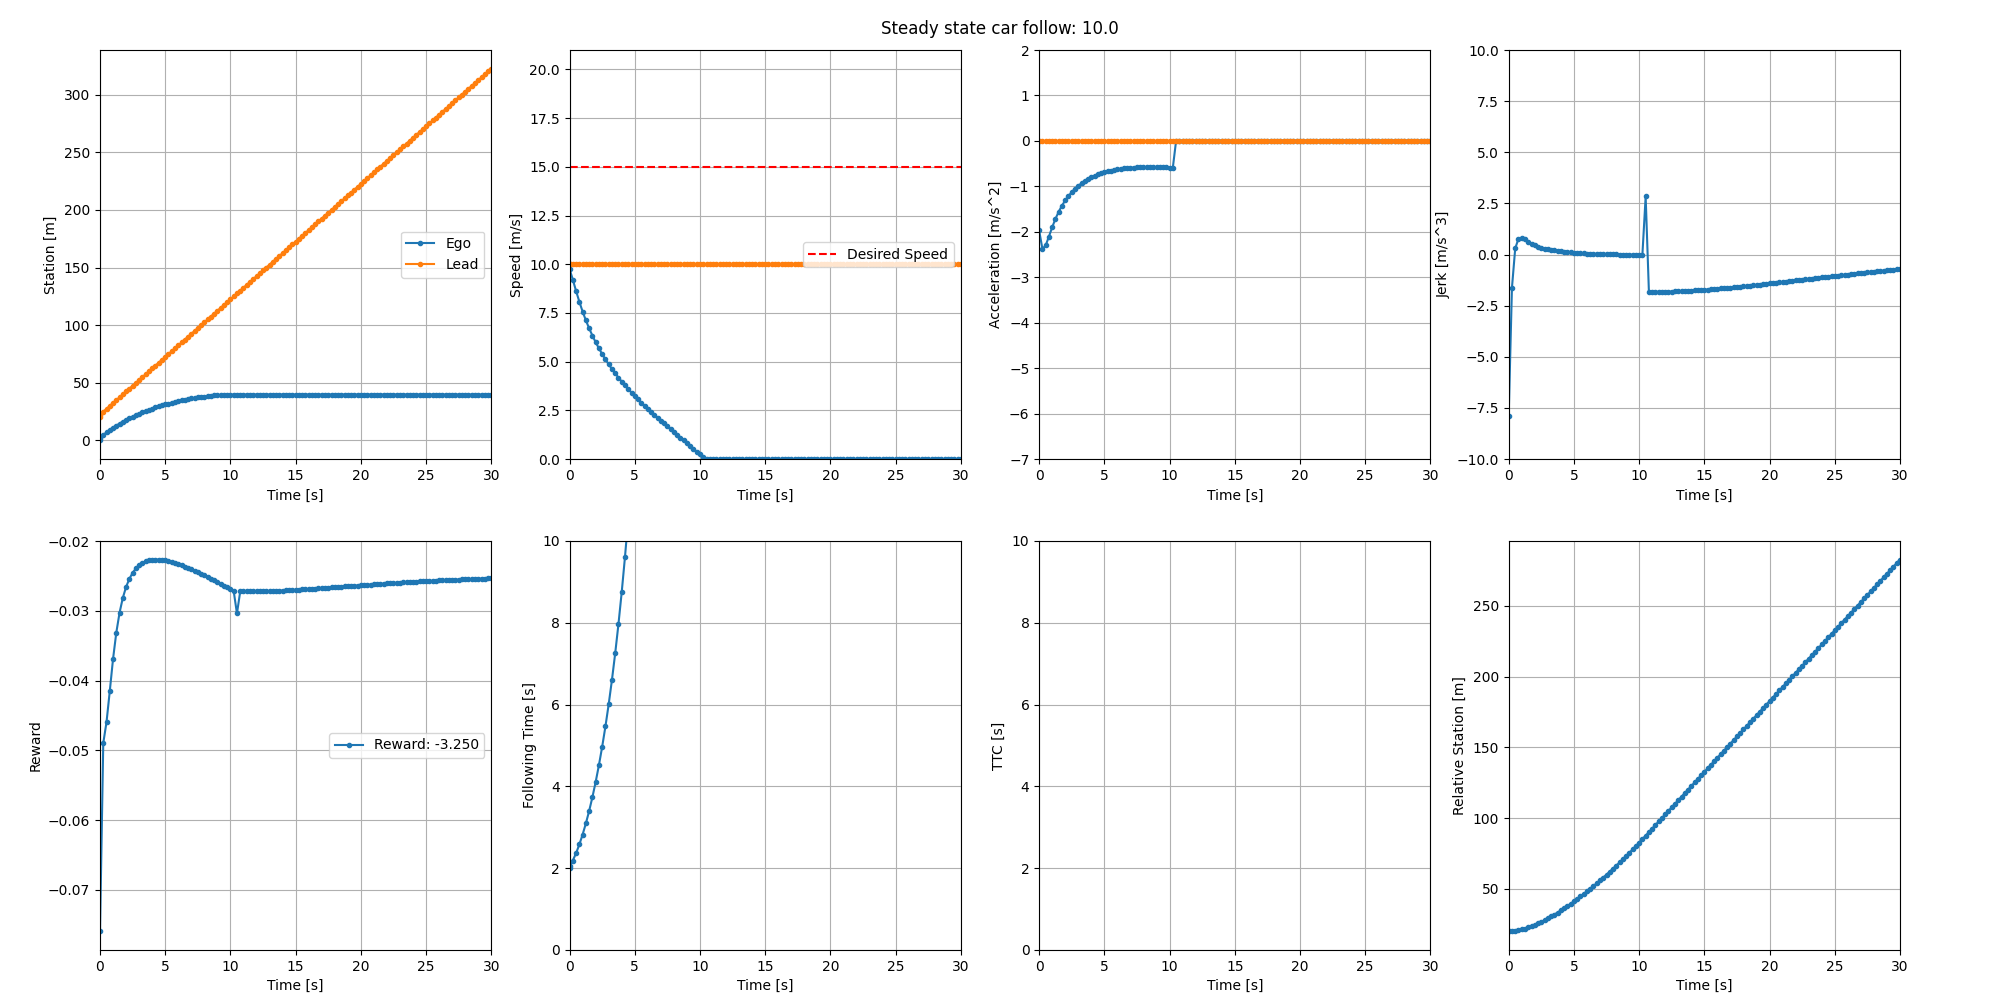 Steady state car follow: 10.0
Station [m]
300
250
200
150
100
50
0
Ego
Lead
0 5 10 15 20 25 30
Time [s]
Speed [m/s]
20.0
17.5
15.0
12.5
10.0
7.5
5.0
2.5
0.0
Desired Speed
0 5 10 15 20 25 30
Time [s]
Acceleration [m/s^2]
2
1
0
−1
−2
−3
−4
−5
−6
−7
0 5 10 15 20 25 30
Time [s]
Jerk [m/s^3]
10.0
7.5
5.0
2.5
0.0
−2.5
−5.0
−7.5
−10.0
0 5 10 15 20 25 30
Time [s]
Reward
−0.02
−0.03
−0.04
−0.05
−0.06
−0.07
Reward: -3.250
0 5 10 15 20 25 30
Time [s]
Following Time [s]
10
8
6
4
2
0
0 5 10 15 20 25 30
Time [s]
TTC [s]
10
8
6
4
2
0
0 5 10 15 20 25 30
Time [s]
Relative Station [m]
250
200
150
100
50
0 5 10 15 20 25 30
Time [s]